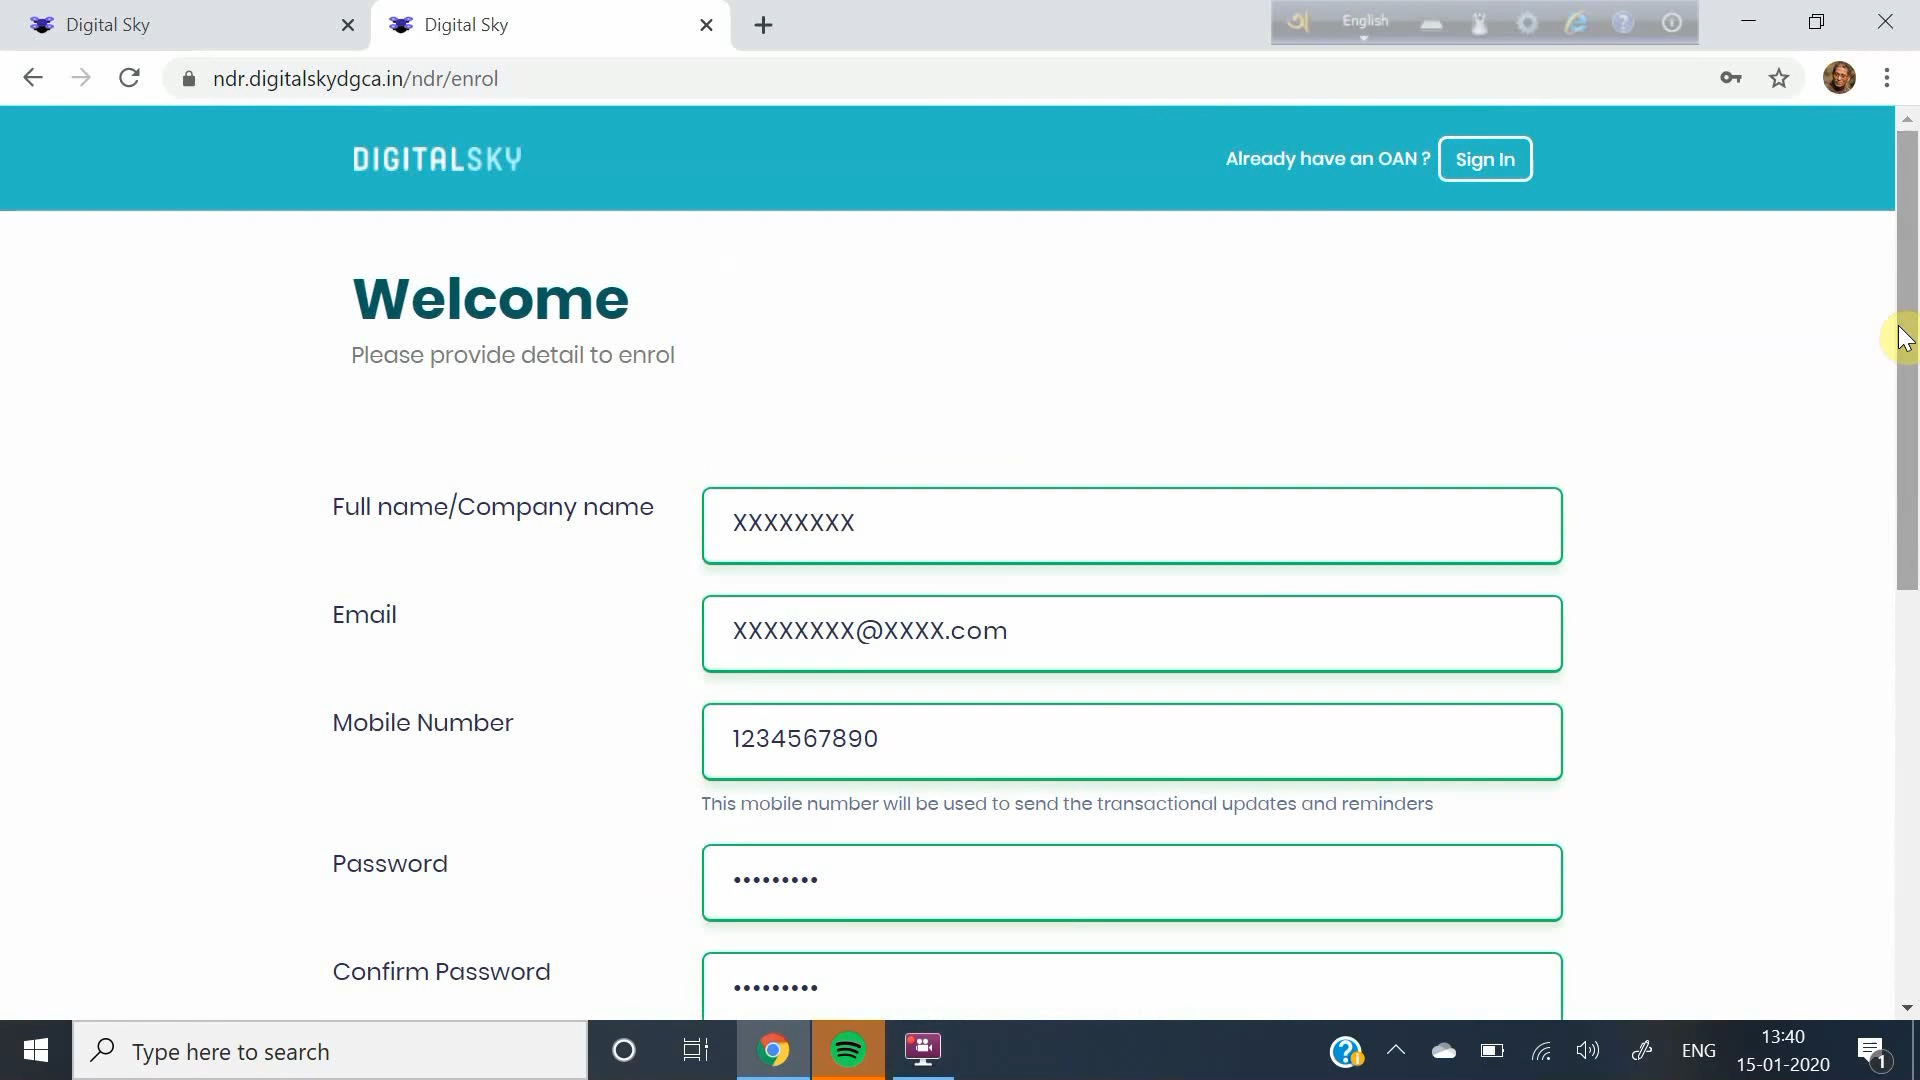 Digital Sky
Digital Sky
English
ndr.digitalskydgca.in/ndr/enrol
DIGITALSKY
Already have an OAN ?
Sign In
Welcome
Please provide detail to enrol
Full name/Company name
XXXXXXXX
Email
XXXXXXXX@XXXX.com
Mobile Number
1234567890
This mobile number will be used to send the transactional updates and reminders
Password
•••••••••
Confirm Password
•••••••••
Type here to search
ENG
13:40
15-01-2020
1